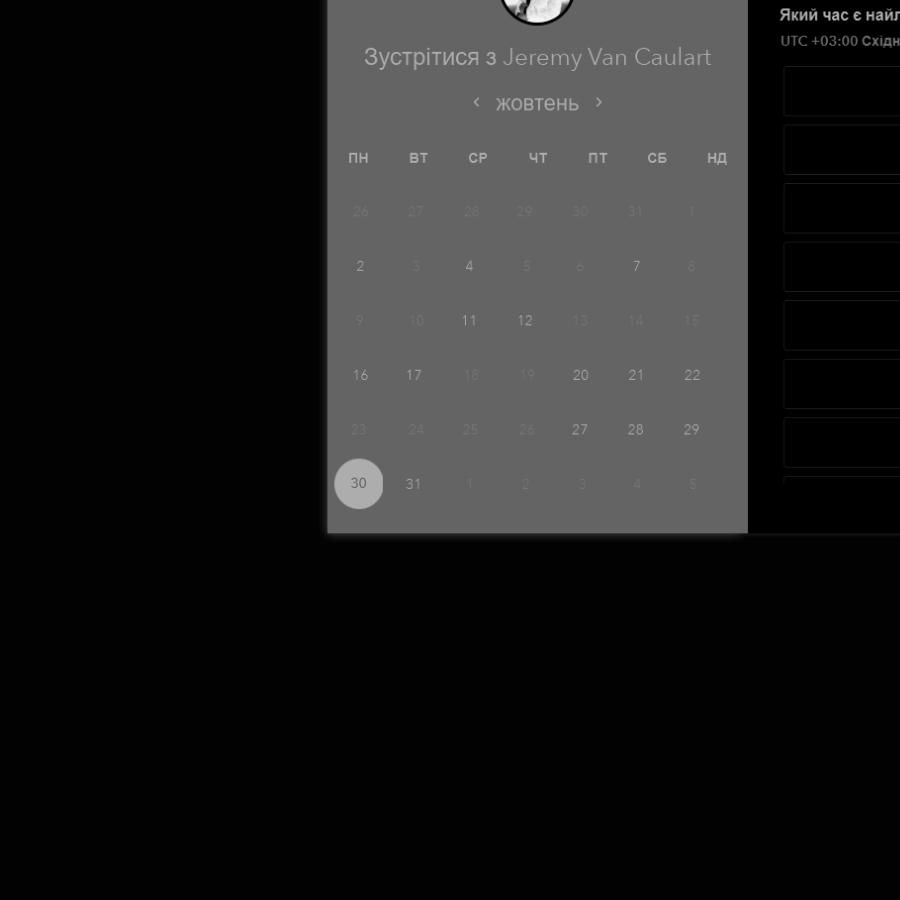 Який час є най
UTC +03:00 Східн
Зустрітися з Jeremy Van Caulart
жовтень
ПН ВТ СР ЧТ ПТ СБ НД
26 27 28 29 30 31 1
2 3 4 5 6 7 8
9 10 11 12 13 14 15
16 17 18 19 20 21 22
23 24 25 26 27 28 29
30 31 1 2 3 4 5